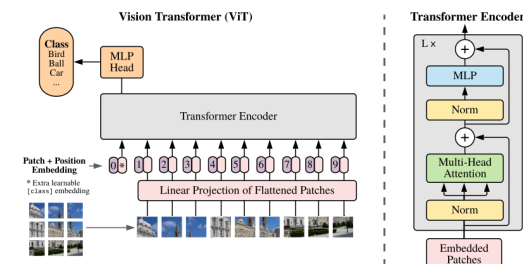 Vision Transformer (ViT)
Class
Bird
Ball
Car
...
MLP
Head
Transformer Encoder
0 * 1 2 3 4 5 6 7 8 9
Patch + Position
Embedding
* Extra learnable
[class] embedding
Linear Projection of Flattened Patches
Transformer Encoder
L x
+
MLP
Norm
+
Multi-Head
Attention
Norm
Embedded
Patches